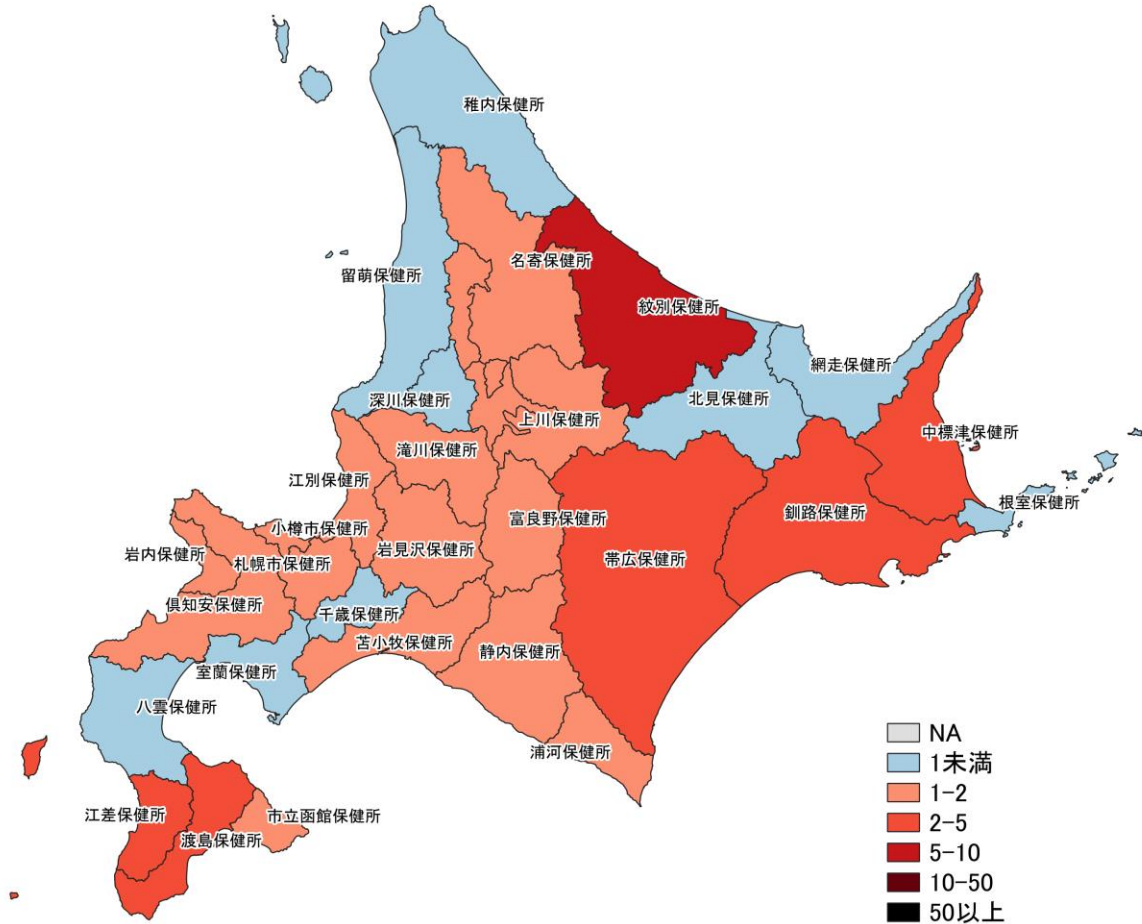 稚内保健所
名寄保健所
留萌保健所
紋別保健所
網走保健所
北見保健所
深川保健所
上川保健所
中標津保健所
滝川保健所
江別保健所
根室保健所
釧路保健所
富良野保健所
小樽市保健所
岩見沢保健所
岩内保健所
札幌市保健所
帯広保健所
倶知安保健所
千歳保健所
苫小牧保健所
静内保健所
室蘭保健所
八雲保健所
浦河保健所
江差保健所
市立函館保健所
渡島保健所
NA
1未満
1-2
2-5
5-10
10-50
50以上